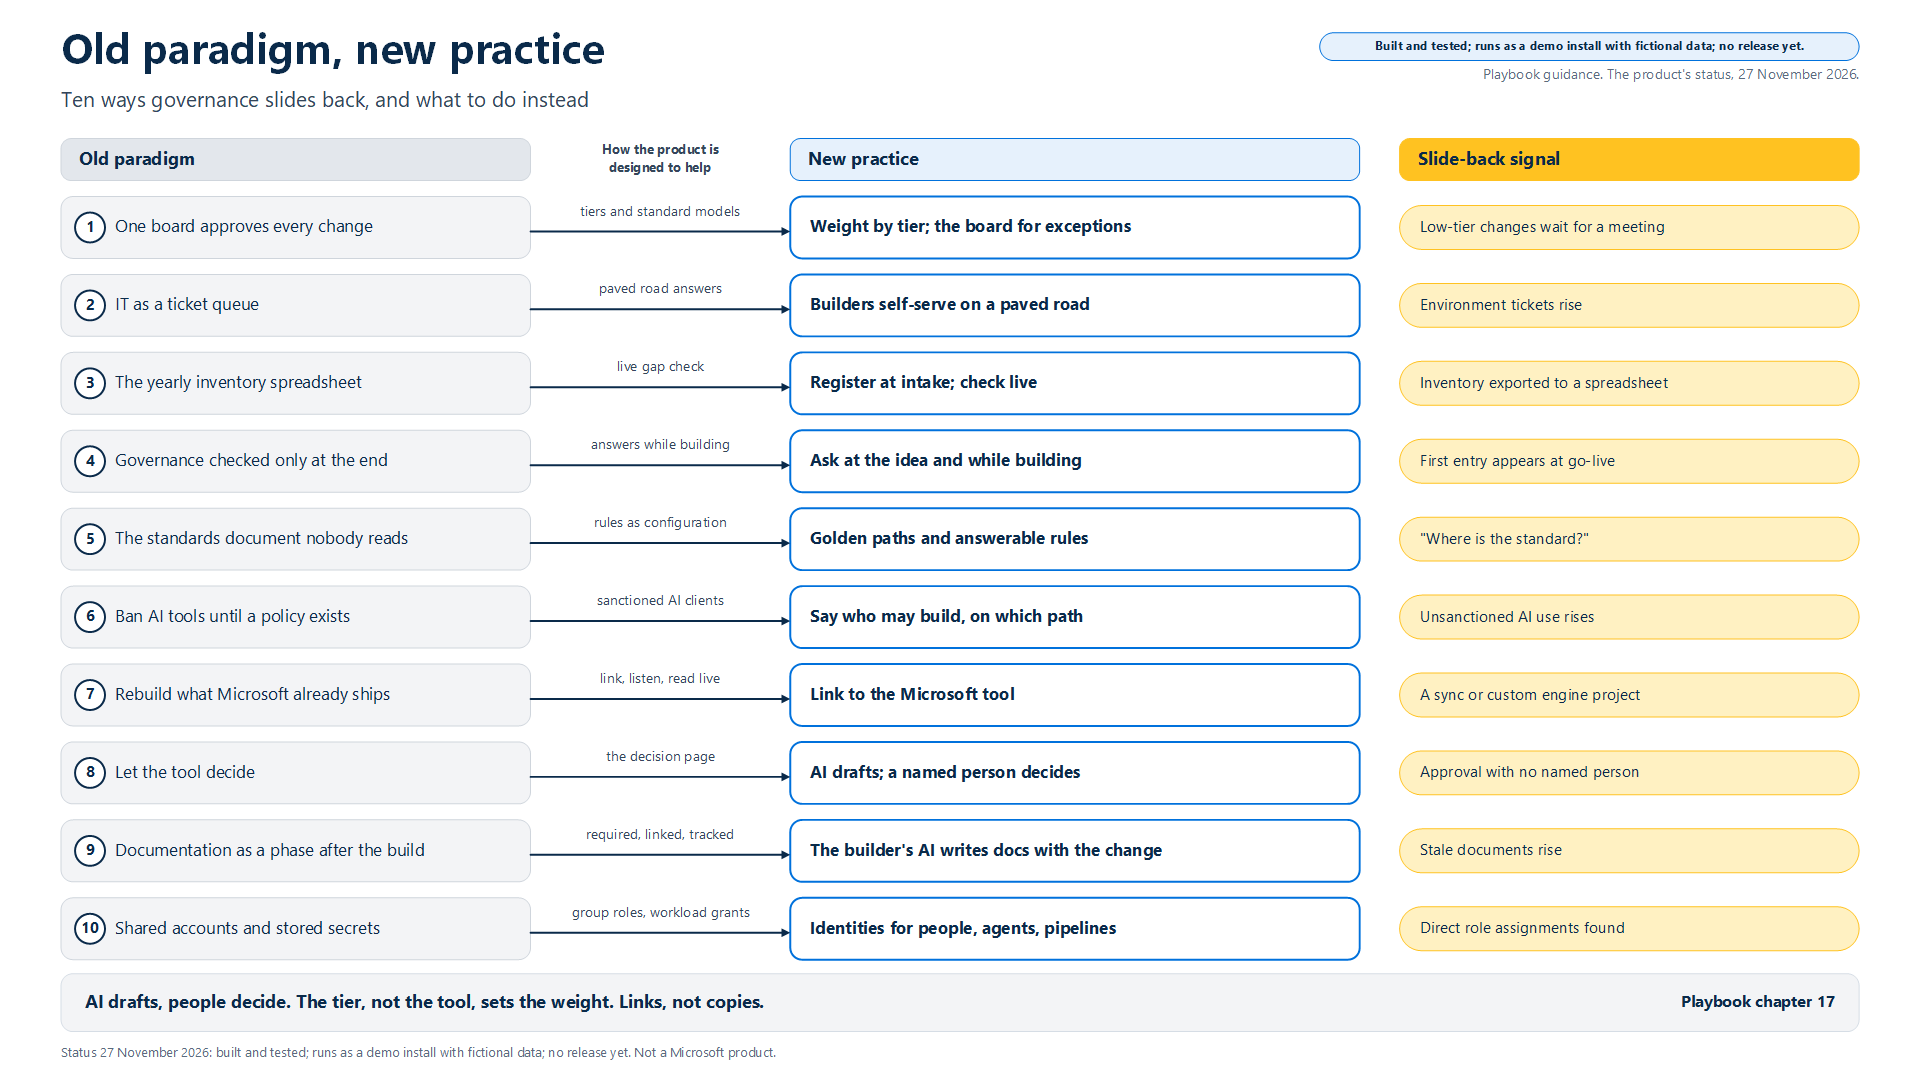 Old paradigm, new practice
Ten ways governance slides back, and what to do instead
Built and tested; runs as a demo install with fictional data; no release yet.
Playbook guidance. The product's status, 27 November 2026.
Old paradigm
How the product is
designed to help
New practice
Slide-back signal
1 One board approves every change
tiers and standard models
Weight by tier; the board for exceptions
Low-tier changes wait for a meeting
2 IT as a ticket queue
paved road answers
Builders self-serve on a paved road
Environment tickets rise
3 The yearly inventory spreadsheet
live gap check
Register at intake; check live
Inventory exported to a spreadsheet
4 Governance checked only at the end
answers while building
Ask at the idea and while building
First entry appears at go-live
5 The standards document nobody reads
rules as configuration
Golden paths and answerable rules
"Where is the standard?"
6 Ban AI tools until a policy exists
sanctioned AI clients
Say who may build, on which path
Unsanctioned AI use rises
7 Rebuild what Microsoft already ships
link, listen, read live
Link to the Microsoft tool
A sync or custom engine project
8 Let the tool decide
the decision page
AI drafts; a named person decides
Approval with no named person
9 Documentation as a phase after the build
required, linked, tracked
The builder's AI writes docs with the change
Stale documents rise
10 Shared accounts and stored secrets
group roles, workload grants
Identities for people, agents, pipelines
Direct role assignments found
AI drafts, people decide. The tier, not the tool, sets the weight. Links, not copies.
Playbook chapter 17
Status 27 November 2026: built and tested; runs as a demo install with fictional data; no release yet. Not a Microsoft product.